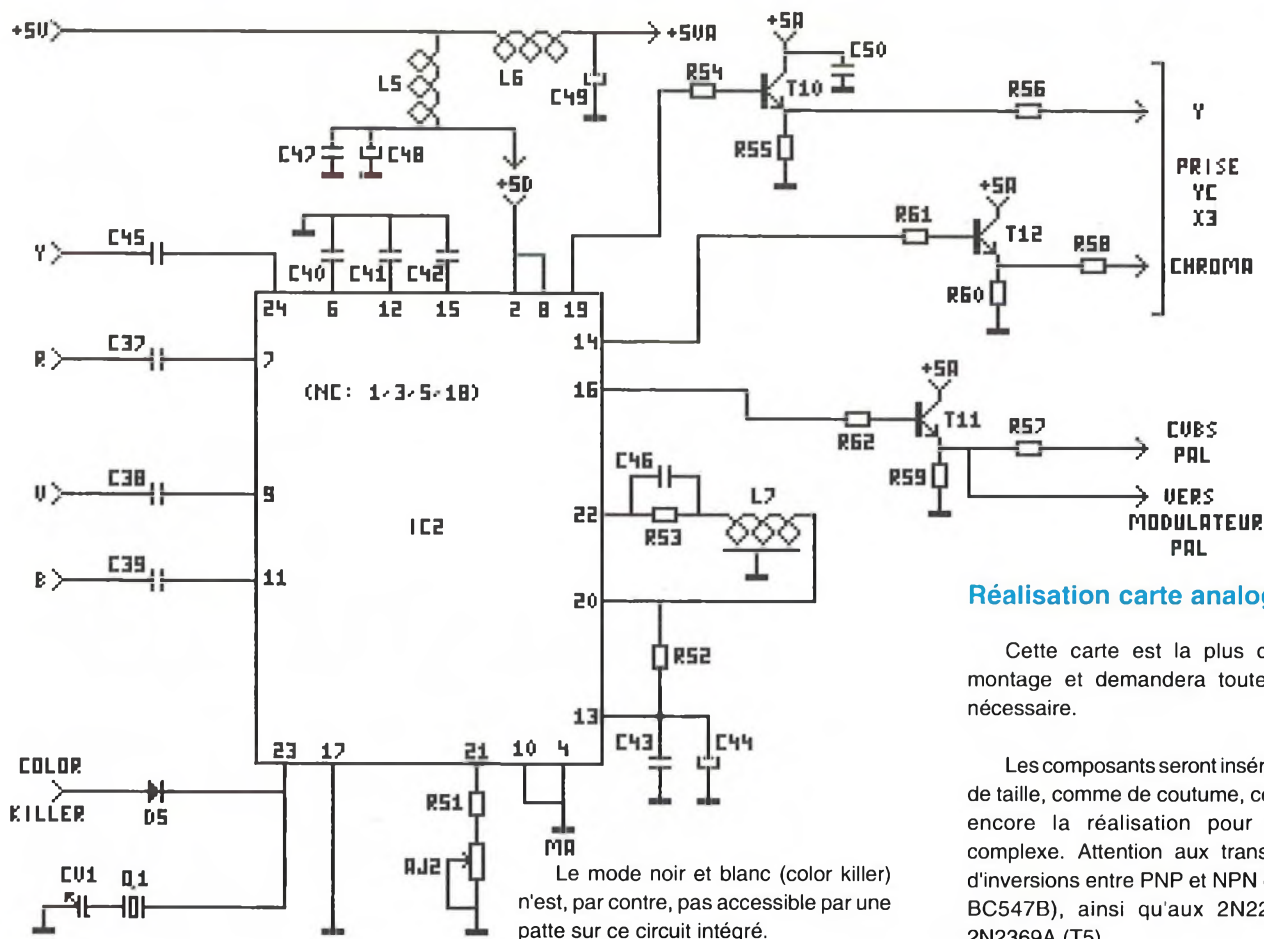 +5V
+5VA
L5
L6
C49
C47
C48
+5D
+5A
C50
R54
T10
R55
R56
Y
PRISE
YC
X3
CHROMA
+5A
R61
T12
R58
R60
Y
C45
C40
C41
C42
24
6
12
15
2
8
19
R
C37
7
14
16
(NC: 1/3/5/18)
+5A
T11
R62
R57
R59
CVBS
PAL
VERS
MODULATEUR
PAL
V
C38
9
IC2
C46
R53
L7
22
20
B
C39
11
R52
13
C43
C44
23
17
21
10
4
COLOR
KILLER
D5
R51
AJ2
MA
CV1
Q1
Le mode noir et blanc (color killer)
n'est, par contre, pas accessible par une
patte sur ce circuit intégré.
Réalisation carte analog
Cette carte est la plus
montage et demandera toute
nécessaire.
Les composants seront insér
de taille, comme de coutume,
encore la réalisation pour
complexe. Attention aux trans
d'inversions entre PNP et NPN
BC547B), ainsi qu'aux 2N22
2N2369A (T5)